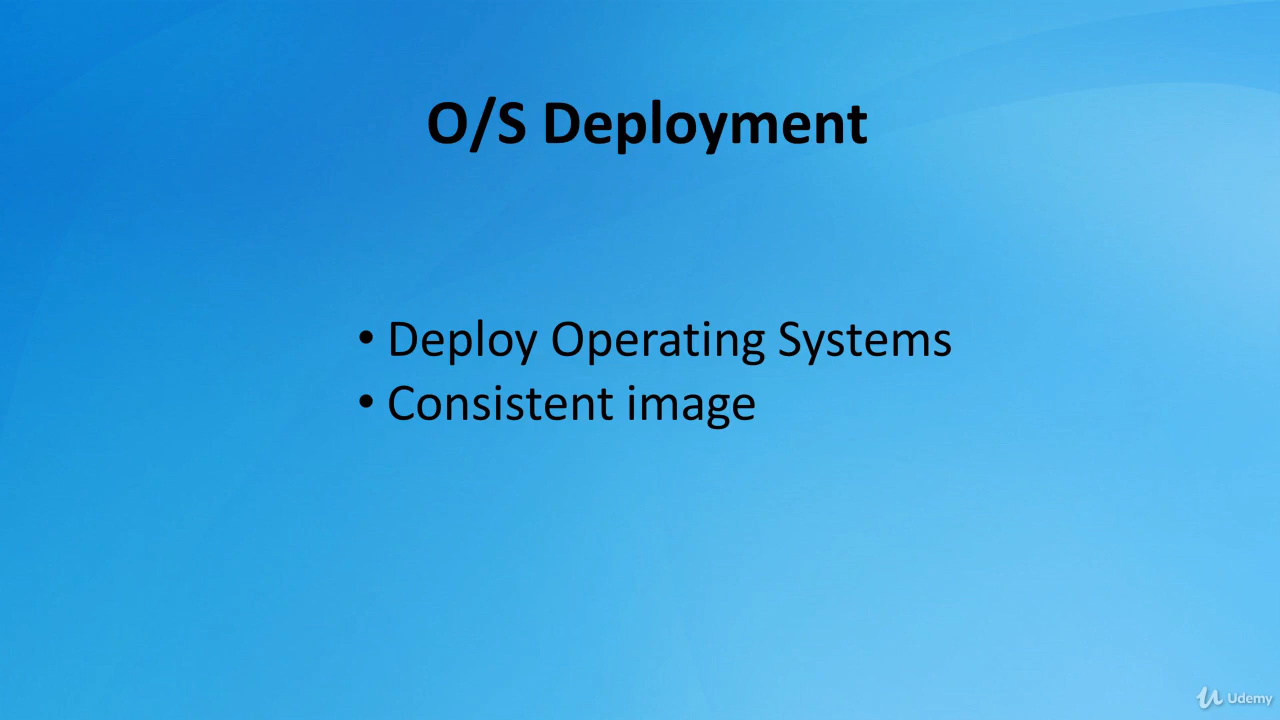 O/S Deployment
• Deploy Operating Systems
• Consistent image
Udemy